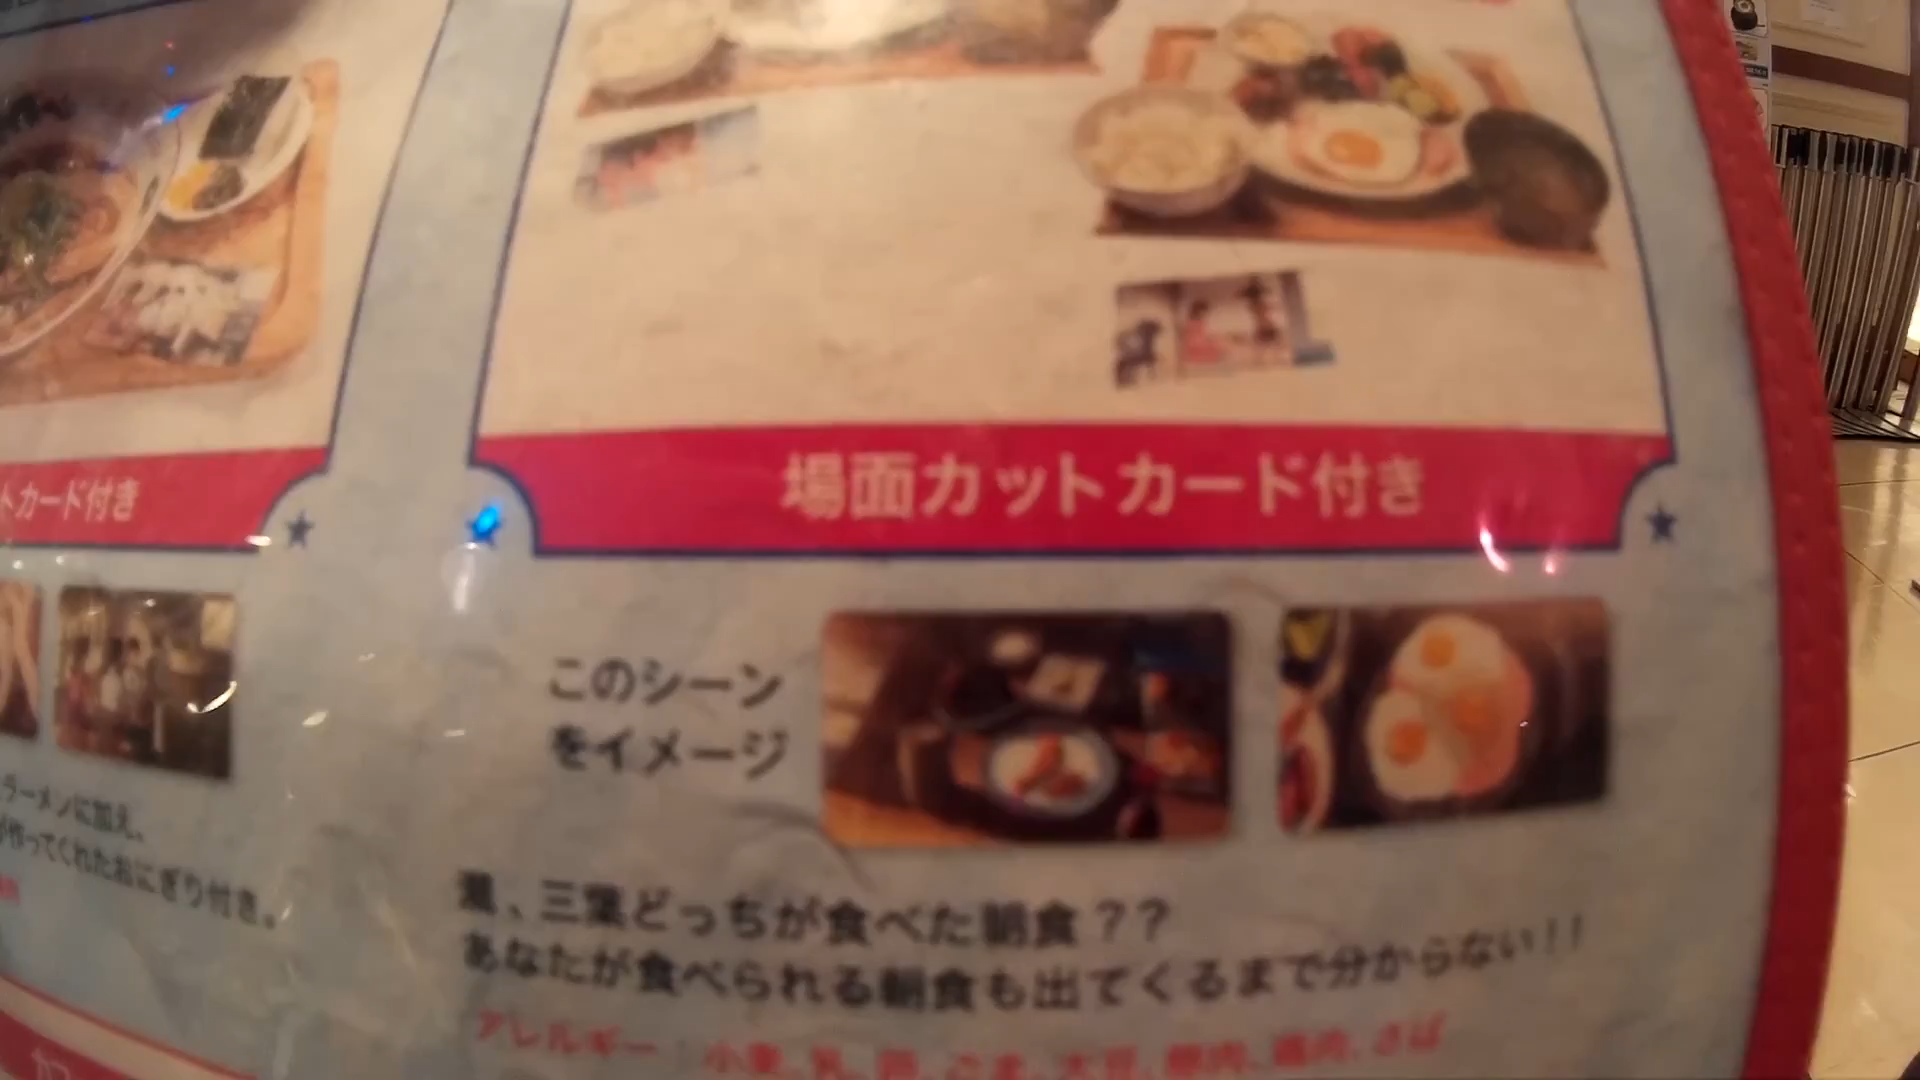 トカード付き
場面カットカード付き
このシーン
をイメージ
ラーメンに加え、
が作ってくれたおにぎり付き。
瀧、三葉どっちが食べた朝食??
あなたが食べられる朝食も出てくるまで分からない!!
アレルギー 小麦、乳、卵、ごま、大豆、豚肉、鶏肉、さば